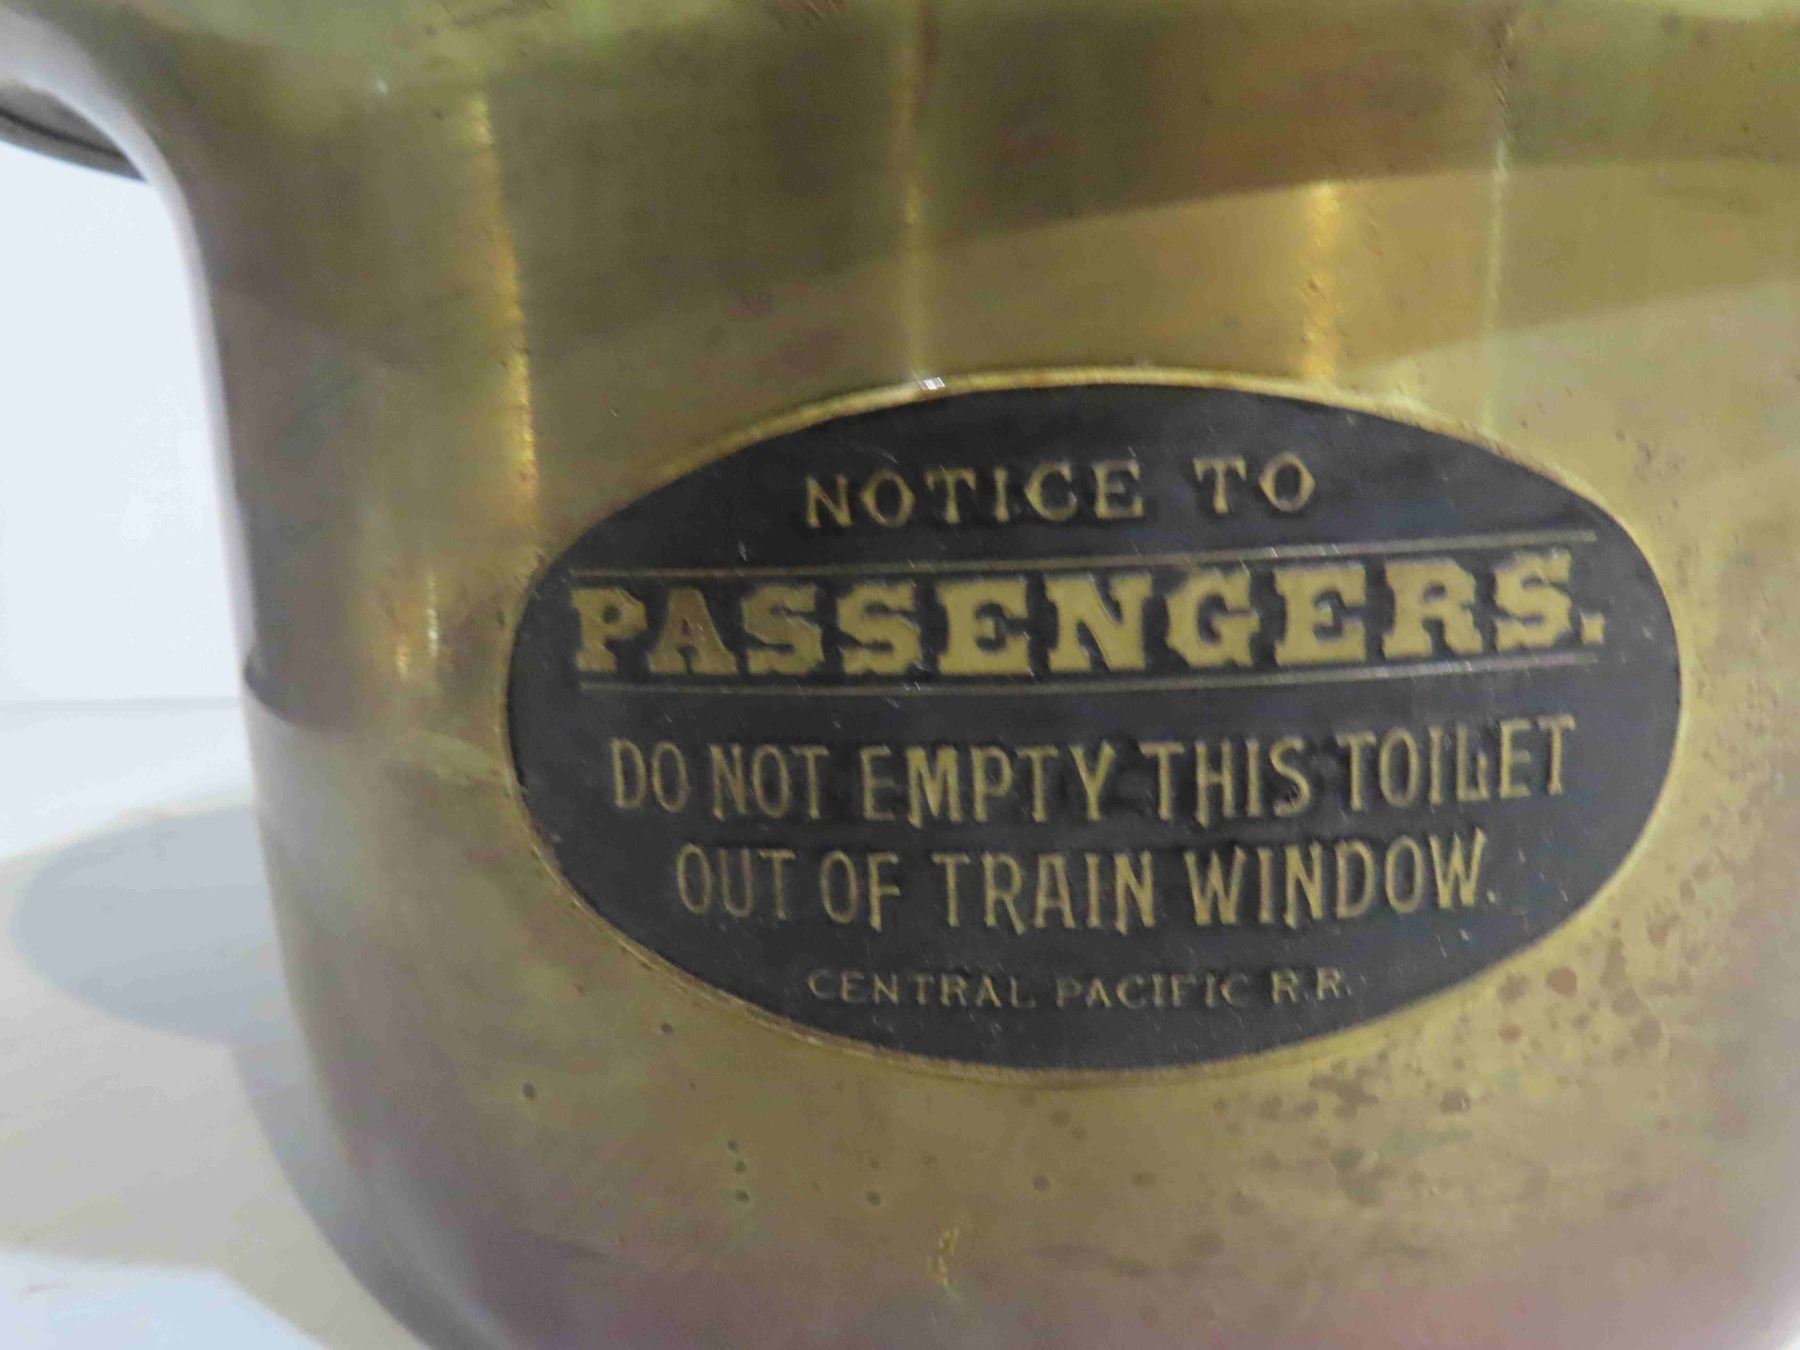 NOTICE TO
PASSENGERS.
DO NOT EMPTY THIS TOILET
OUT OF TRAIN WINDOW.
CENTRAL PACIFIC R.R.